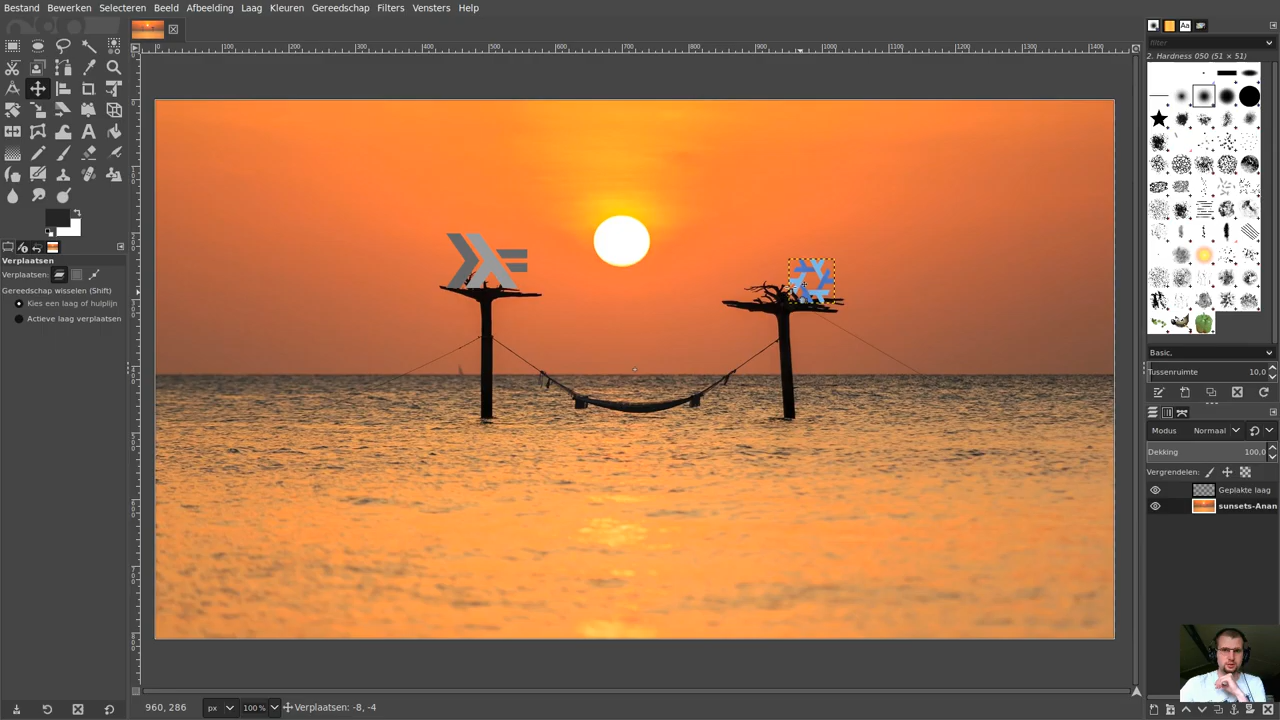 Bestand Bewerken Selecteren Beeld Afbeelding Laag Kleuren Gereedschap Filters Vensters Help
filter
2. Hardness 050 (51 × 51)
Verplaatsen
Verplaatsen:
Gereedschap wisselen (Shift)
Kies een laag of hulplijn
Actieve laag verplaatsen
Basic,
Tussenruimte 10,0
Modus Normaal
Dekking 100,0
Vergrendelen:
Geplakte laag
sunsets-Anan
960, 286 px 100% Verplaatsen: -8, -4